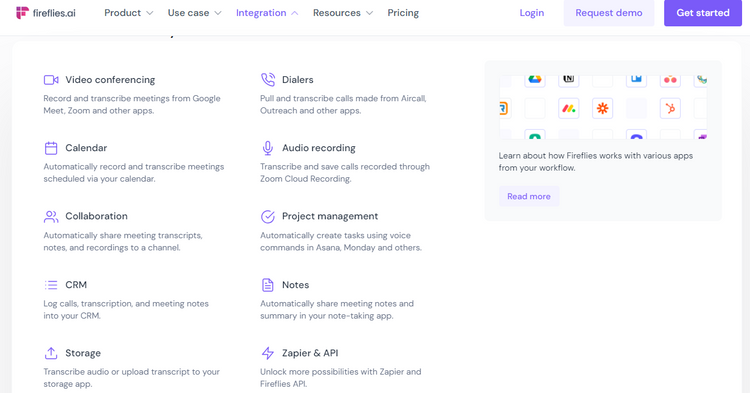 fireflies.ai Product Use case Integration Resources Pricing Login Request demo Get started
Video conferencing
Record and transcribe meetings from Google
Meet, Zoom and other apps.
Dialers
Pull and transcribe calls made from Aircall,
Outreach and other apps.
Calendar
Automatically record and transcribe meetings
scheduled via your calendar.
Audio recording
Transcribe and save calls recorded through
Zoom Cloud Recording.
Collaboration
Automatically share meeting transcripts,
notes, and recordings to a channel.
Project management
Automatically create tasks using voice
commands in Asana, Monday and others.
CRM
Log calls, transcription, and meeting notes
into your CRM.
Notes
Automatically share meeting notes and
summary in your note-taking app.
Storage
Transcribe audio or upload transcript to your
storage app.
Zapier & API
Unlock more possibilities with Zapier and
Fireflies API.
Learn about how Fireflies works with various apps
from your workflow.
Read more